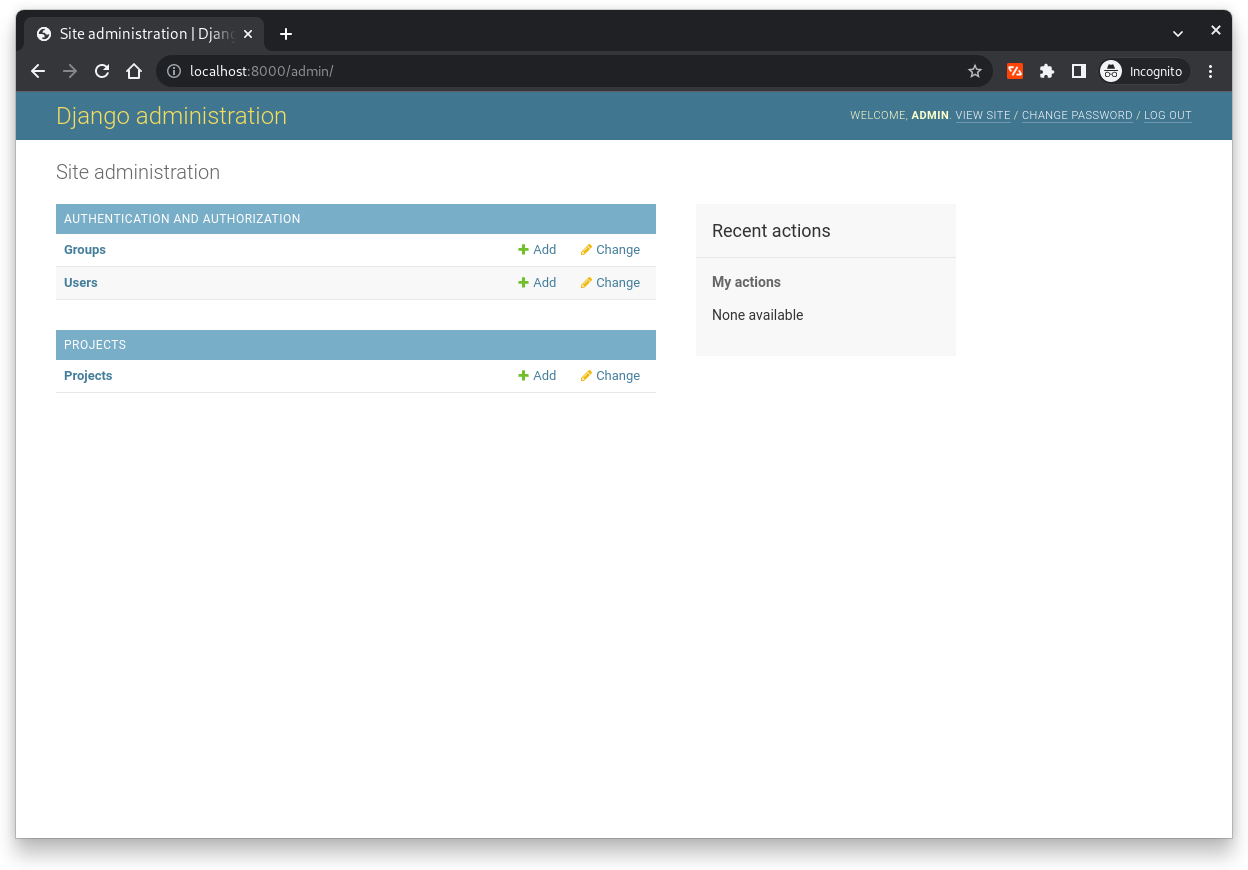 Site administration | Djang
localhost:8000/admin/
Incognito
Django administration
WELCOME, ADMIN. VIEW SITE / CHANGE PASSWORD / LOG OUT
Site administration
AUTHENTICATION AND AUTHORIZATION
Groups Add Change
Users Add Change
PROJECTS
Projects Add Change
Recent actions
My actions
None available